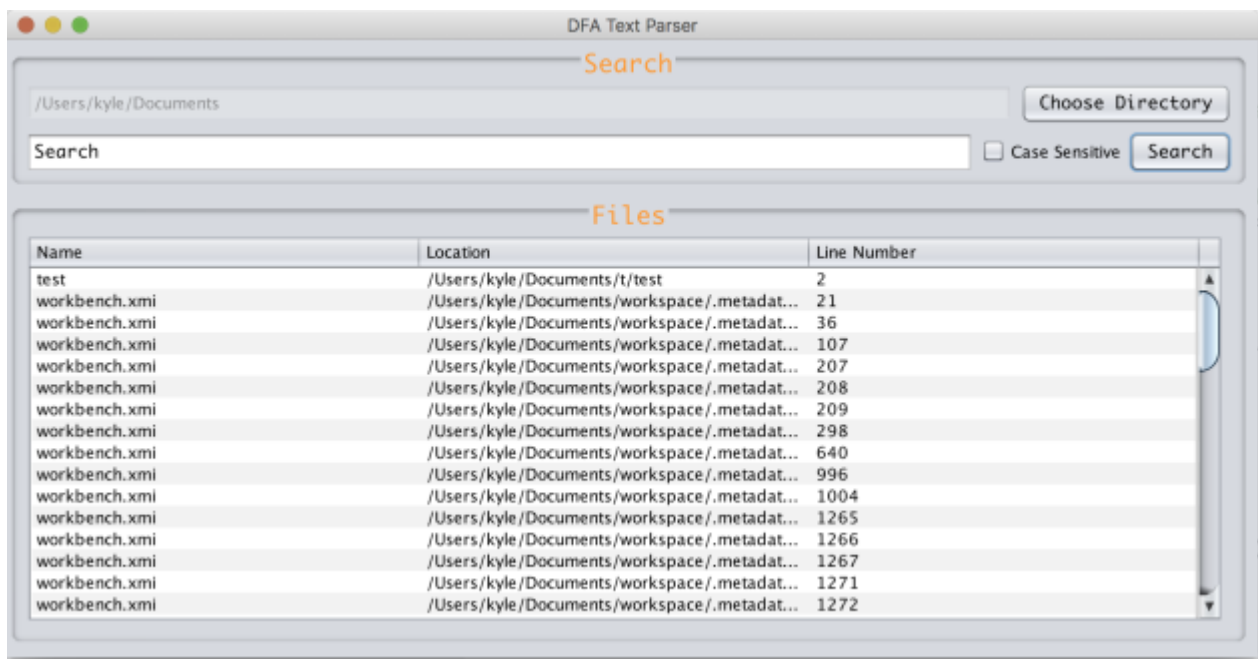 DFA Text Parser
Search
/Users/kyle/Documents Choose Directory
Search Case Sensitive Search
Files
Name Location Line Number
test /Users/kyle/Documents/t/test 2
workbench.xmi /Users/kyle/Documents/workspace/.metadat... 21
workbench.xmi /Users/kyle/Documents/workspace/.metadat... 36
workbench.xmi /Users/kyle/Documents/workspace/.metadat... 107
workbench.xmi /Users/kyle/Documents/workspace/.metadat... 207
workbench.xmi /Users/kyle/Documents/workspace/.metadat... 208
workbench.xmi /Users/kyle/Documents/workspace/.metadat... 209
workbench.xmi /Users/kyle/Documents/workspace/.metadat... 298
workbench.xmi /Users/kyle/Documents/workspace/.metadat... 640
workbench.xmi /Users/kyle/Documents/workspace/.metadat... 996
workbench.xmi /Users/kyle/Documents/workspace/.metadat... 1004
workbench.xmi /Users/kyle/Documents/workspace/.metadat... 1265
workbench.xmi /Users/kyle/Documents/workspace/.metadat... 1266
workbench.xmi /Users/kyle/Documents/workspace/.metadat... 1267
workbench.xmi /Users/kyle/Documents/workspace/.metadat... 1271
workbench.xmi /Users/kyle/Documents/workspace/.metadat... 1272